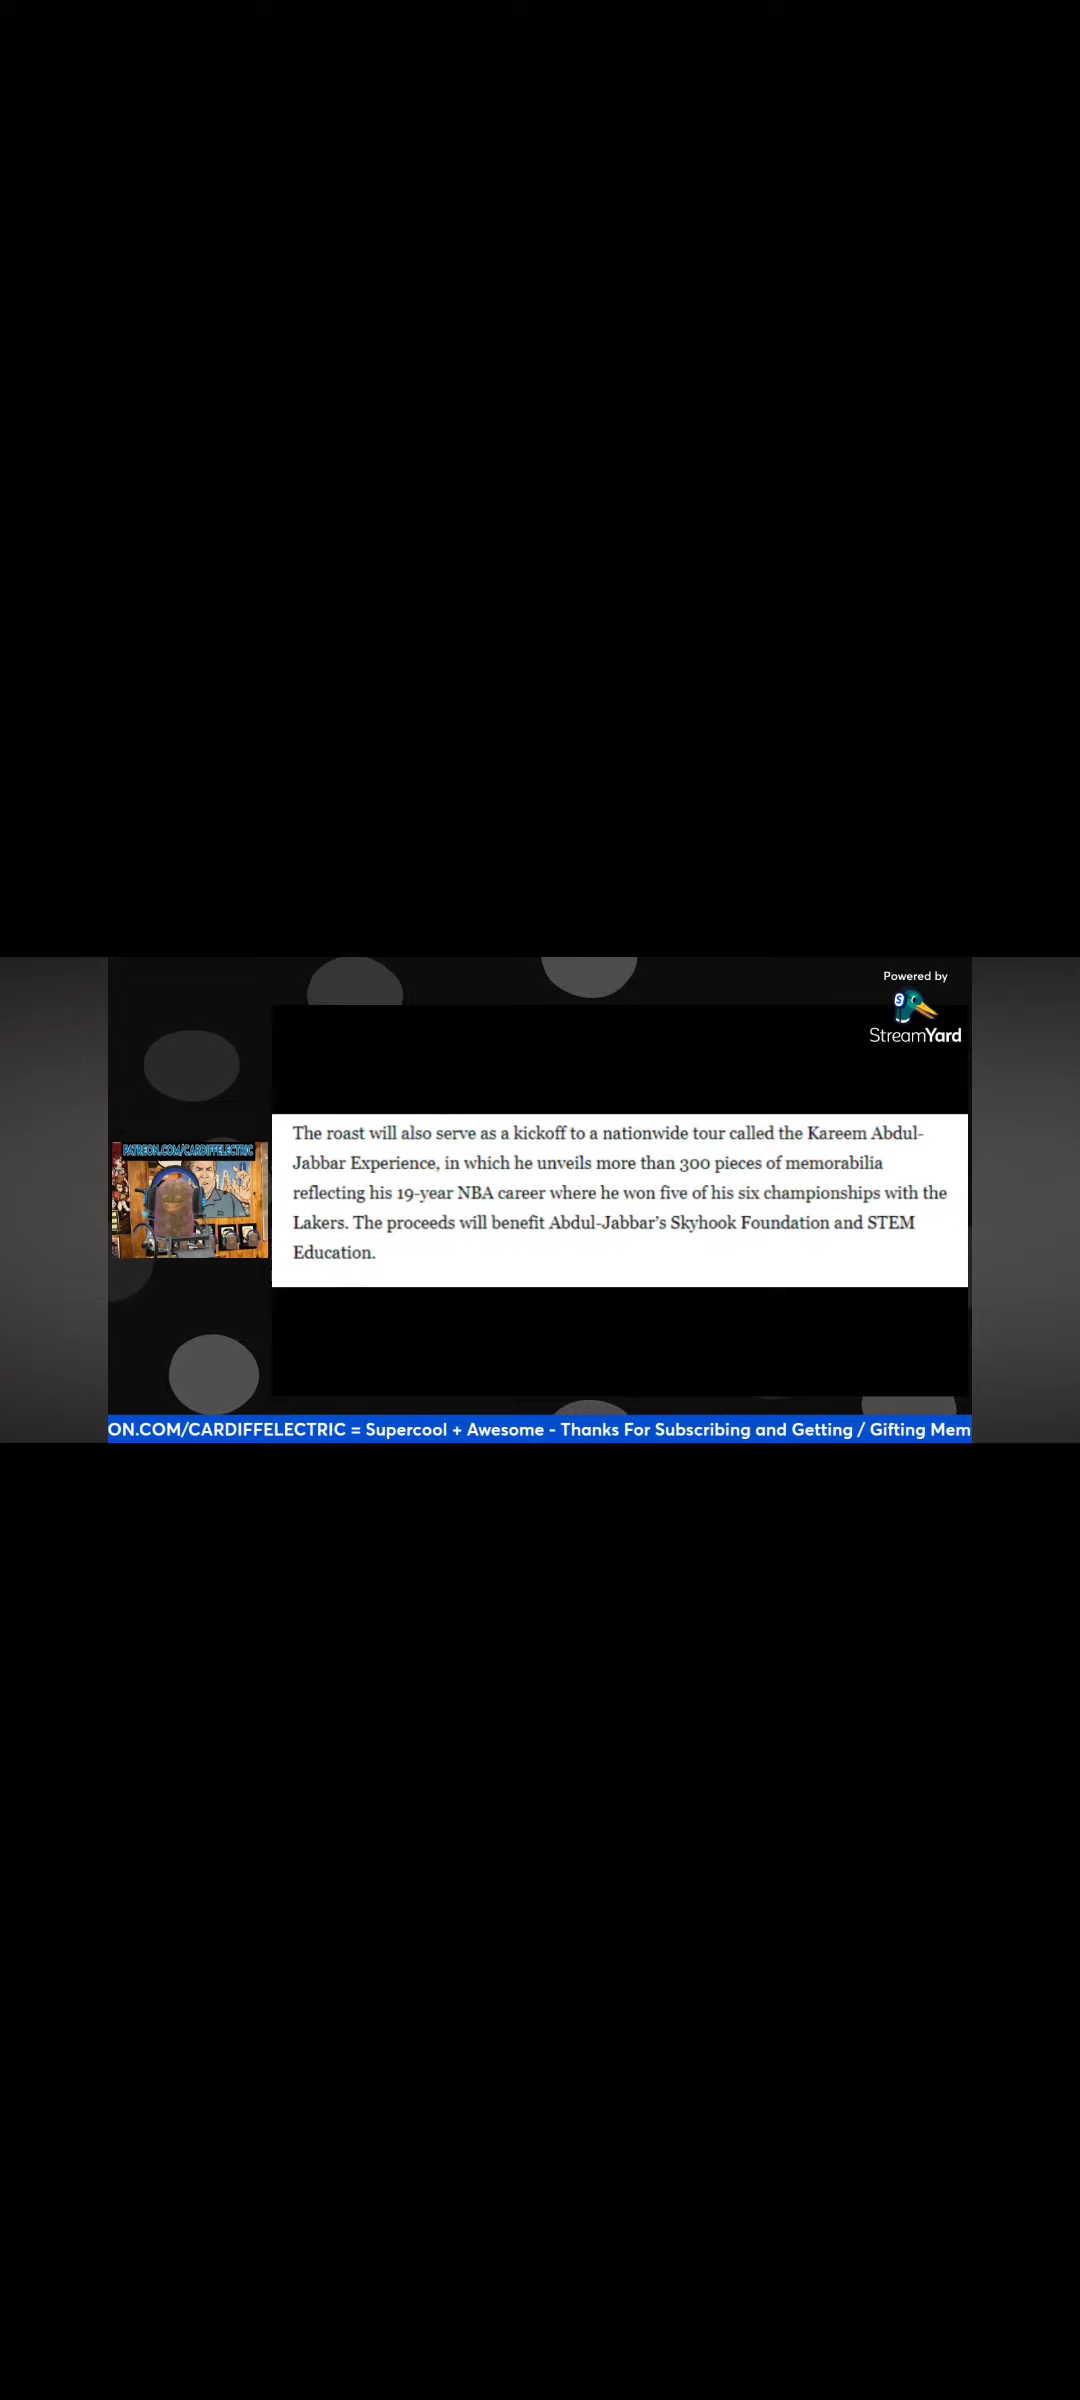 Powered by
StreamYard
The roast will also serve as a kickoff to a nationwide tour called the Kareem Abdul-
Jabbar Experience, in which he unveils more than 300 pieces of memorabilia
reflecting his 19-year NBA career where he won five of his six championships with the
Lakers. The proceeds will benefit Abdul-Jabbar's Skyhook Foundation and STEM
Education.
PATREON.COM/CARDIFFELECTRIC
ON.COM/CARDIFFELECTRIC = Supercool + Awesome - Thanks For Subscribing and Getting / Gifting Mem